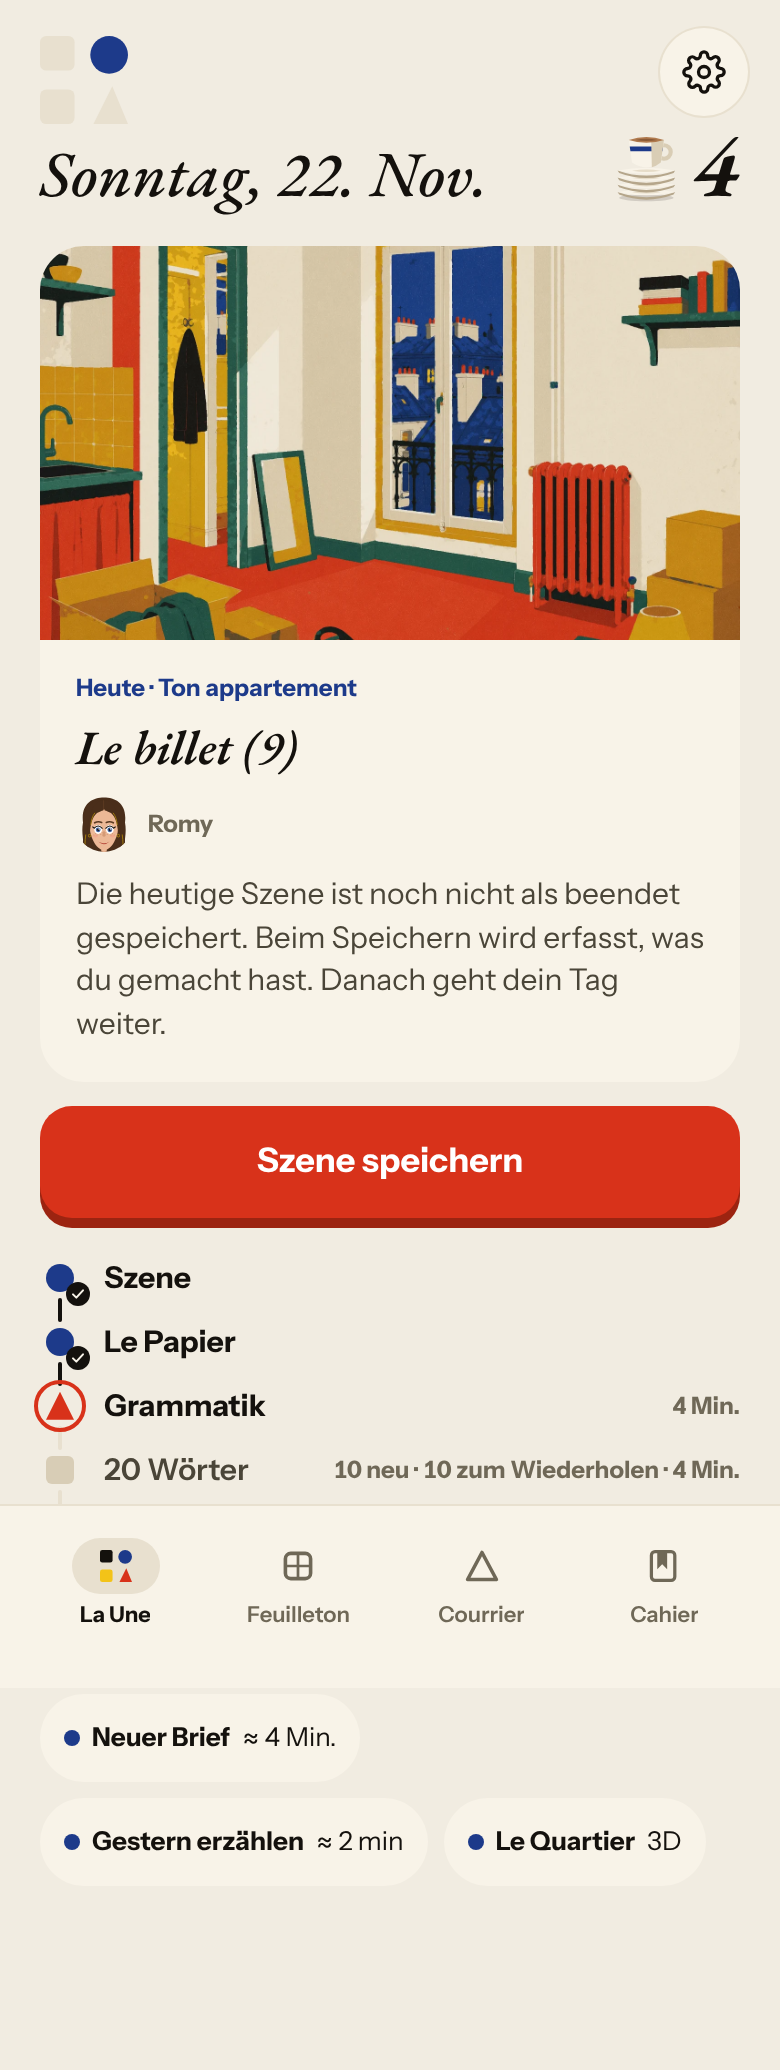 Sonntag, 22. Nov.
4
Heute · Ton appartement
Le billet (9)
Romy
Die heutige Szene ist noch nicht als beendet
gespeichert. Beim Speichern wird erfasst, was
du gemacht hast. Danach geht dein Tag
weiter.
Szene speichern
Szene
Le Papier
Grammatik 4 Min.
20 Wörter 10 neu · 10 zum Wiederholen · 4 Min.
La Une Feuilleton Courrier Cahier
Neuer Brief ≈ 4 Min.
Gestern erzählen ≈ 2 min Le Quartier 3D